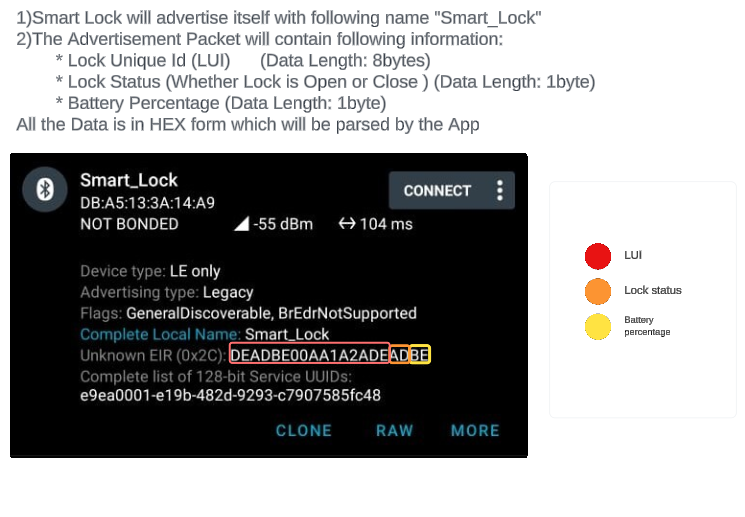 1)Smart Lock will advertise itself with following name "Smart_Lock"
2)The Advertisement Packet will contain following information:
* Lock Unique Id (LUI) (Data Length: 8bytes)
* Lock Status (Whether Lock is Open or Close ) (Data Length: 1byte)
* Battery Percentage (Data Length: 1byte)
All the Data is in HEX form which will be parsed by the App
Smart_Lock
DB:A5:13:3A:14:A9
CONNECT
NOT BONDED -55 dBm 104 ms
Device type: LE only
Advertising type: Legacy
Flags: GeneralDiscoverable, BrEdrNotSupported
Complete Local Name: Smart_Lock
Unknown EIR (0x2C): DEADBE00AA1A2ADEADBE
Complete list of 128-bit Service UUIDs:
e9ea0001-e19b-482d-9293-c7907585fc48
CLONE RAW MORE
LUI
Lock status
Battery
percentage